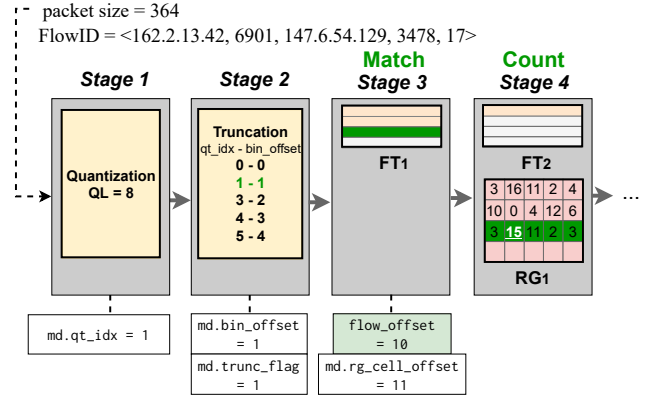 packet size = 364
FlowID = <162.2.13.42, 6901, 147.6.54.129, 3478, 17>
Match
Count
Stage 1
Stage 2
Stage 3
Stage 4
Quantization
QL = 8
Truncation
qt_idx - bin_offset
0 - 0
1 - 1
3 - 2
4 - 3
5 - 4
FT1
FT2
3 16 11 2 4
10 0 4 12 6
3 15 11 2 3
RG1
...
md.qt_idx = 1
md.bin_offset
= 1
md.trunc_flag
= 1
flow_offset
= 10
md.rg_cell_offset
= 11